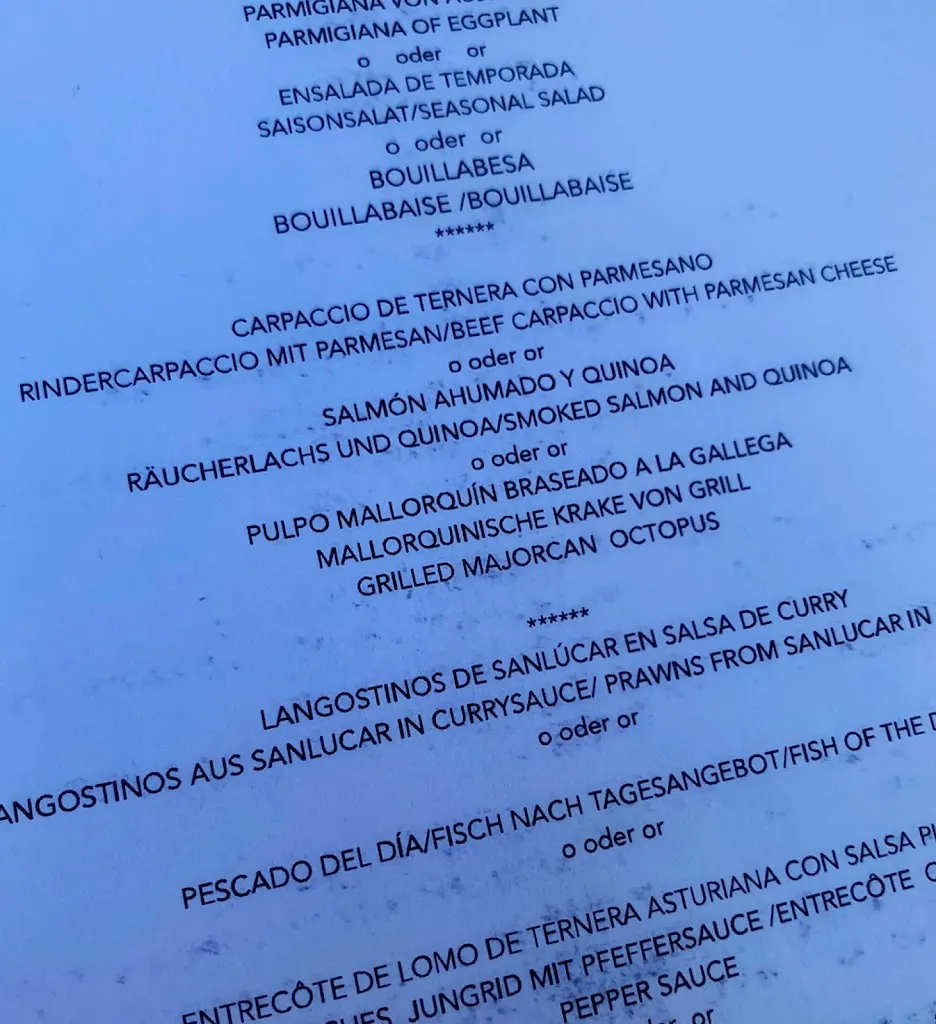 PARMIGIANA VON
PARMIGIANA OF EGGPLANT
o oder or
ENSALADA DE TEMPORADA
SAISONSALAT/SEASONAL SALAD
o oder or
BOUILLABESA
BOUILLABAISE /BOUILLABAISE
******
CARPACCIO DE TERNERA CON PARMESANO
RINDERCARPACCIO MIT PARMESAN/BEEF CARPACCIO WITH PARMESAN CHEESE
o oder or
SALMÓN AHUMADO Y QUINOA
RÄUCHERLACHS UND QUINOA/SMOKED SALMON AND QUINOA
o oder or
PULPO MALLORQUÍN BRASEADO A LA GALLEGA
MALLORQUINISCHE KRAKE VON GRILL
GRILLED MAJORCAN OCTOPUS
******
LANGOSTINOS DE SANLÚCAR EN SALSA DE CURRY
ANGOSTINOS AUS SANLUCAR IN CURRYSAUCE/ PRAWNS FROM SANLUCAR IN
o oder or
PESCADO DEL DÍA/FISCH NACH TAGESANGEBOT/FISH OF THE
o oder or
ENTRECÔTE DE LOMO DE TERNERA ASTURIANA CON SALSA
JUNGRID MIT PFEFFERSAUCE /ENTRECÔTE
PEPPER SAUCE
or